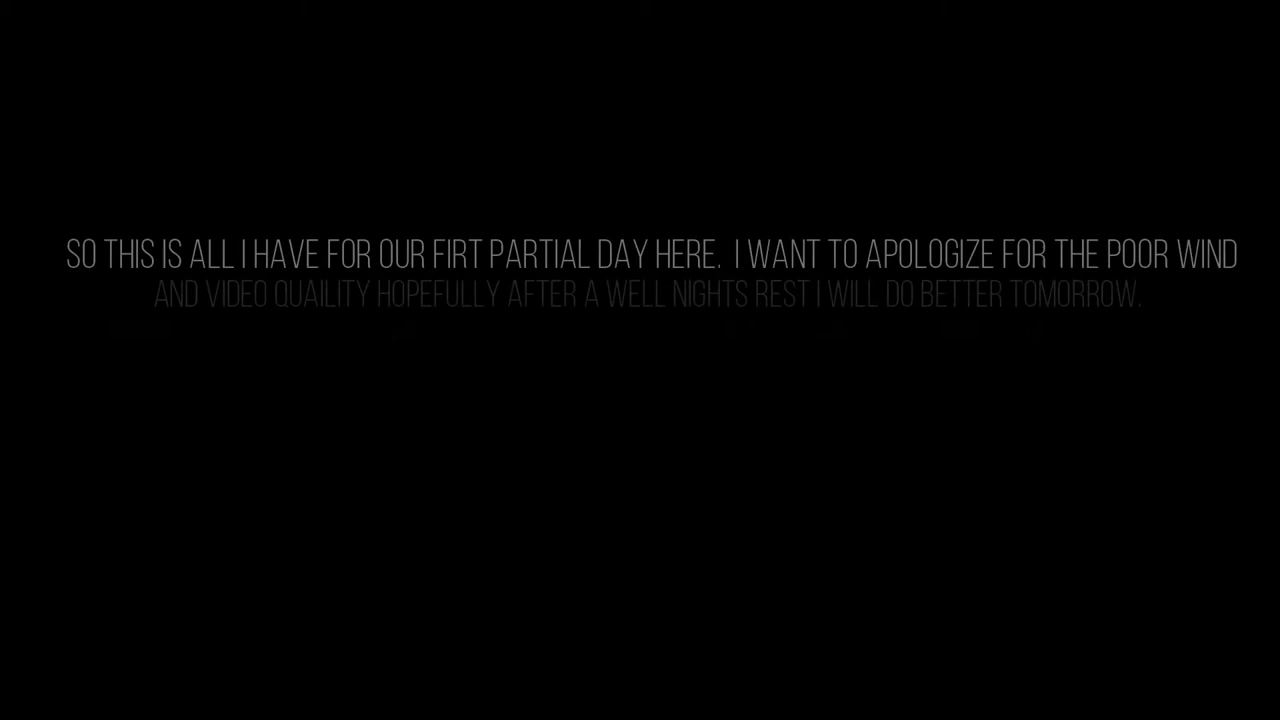 SO THIS IS ALL I HAVE FOR OUR FIRT PARTIAL DAY HERE. I WANT TO APOLOGIZE FOR THE POOR WIND
AND VIDEO QUAILITY HOPEFULLY AFTER A WELL NIGHTS REST I WILL DO BETTER TOMORROW.